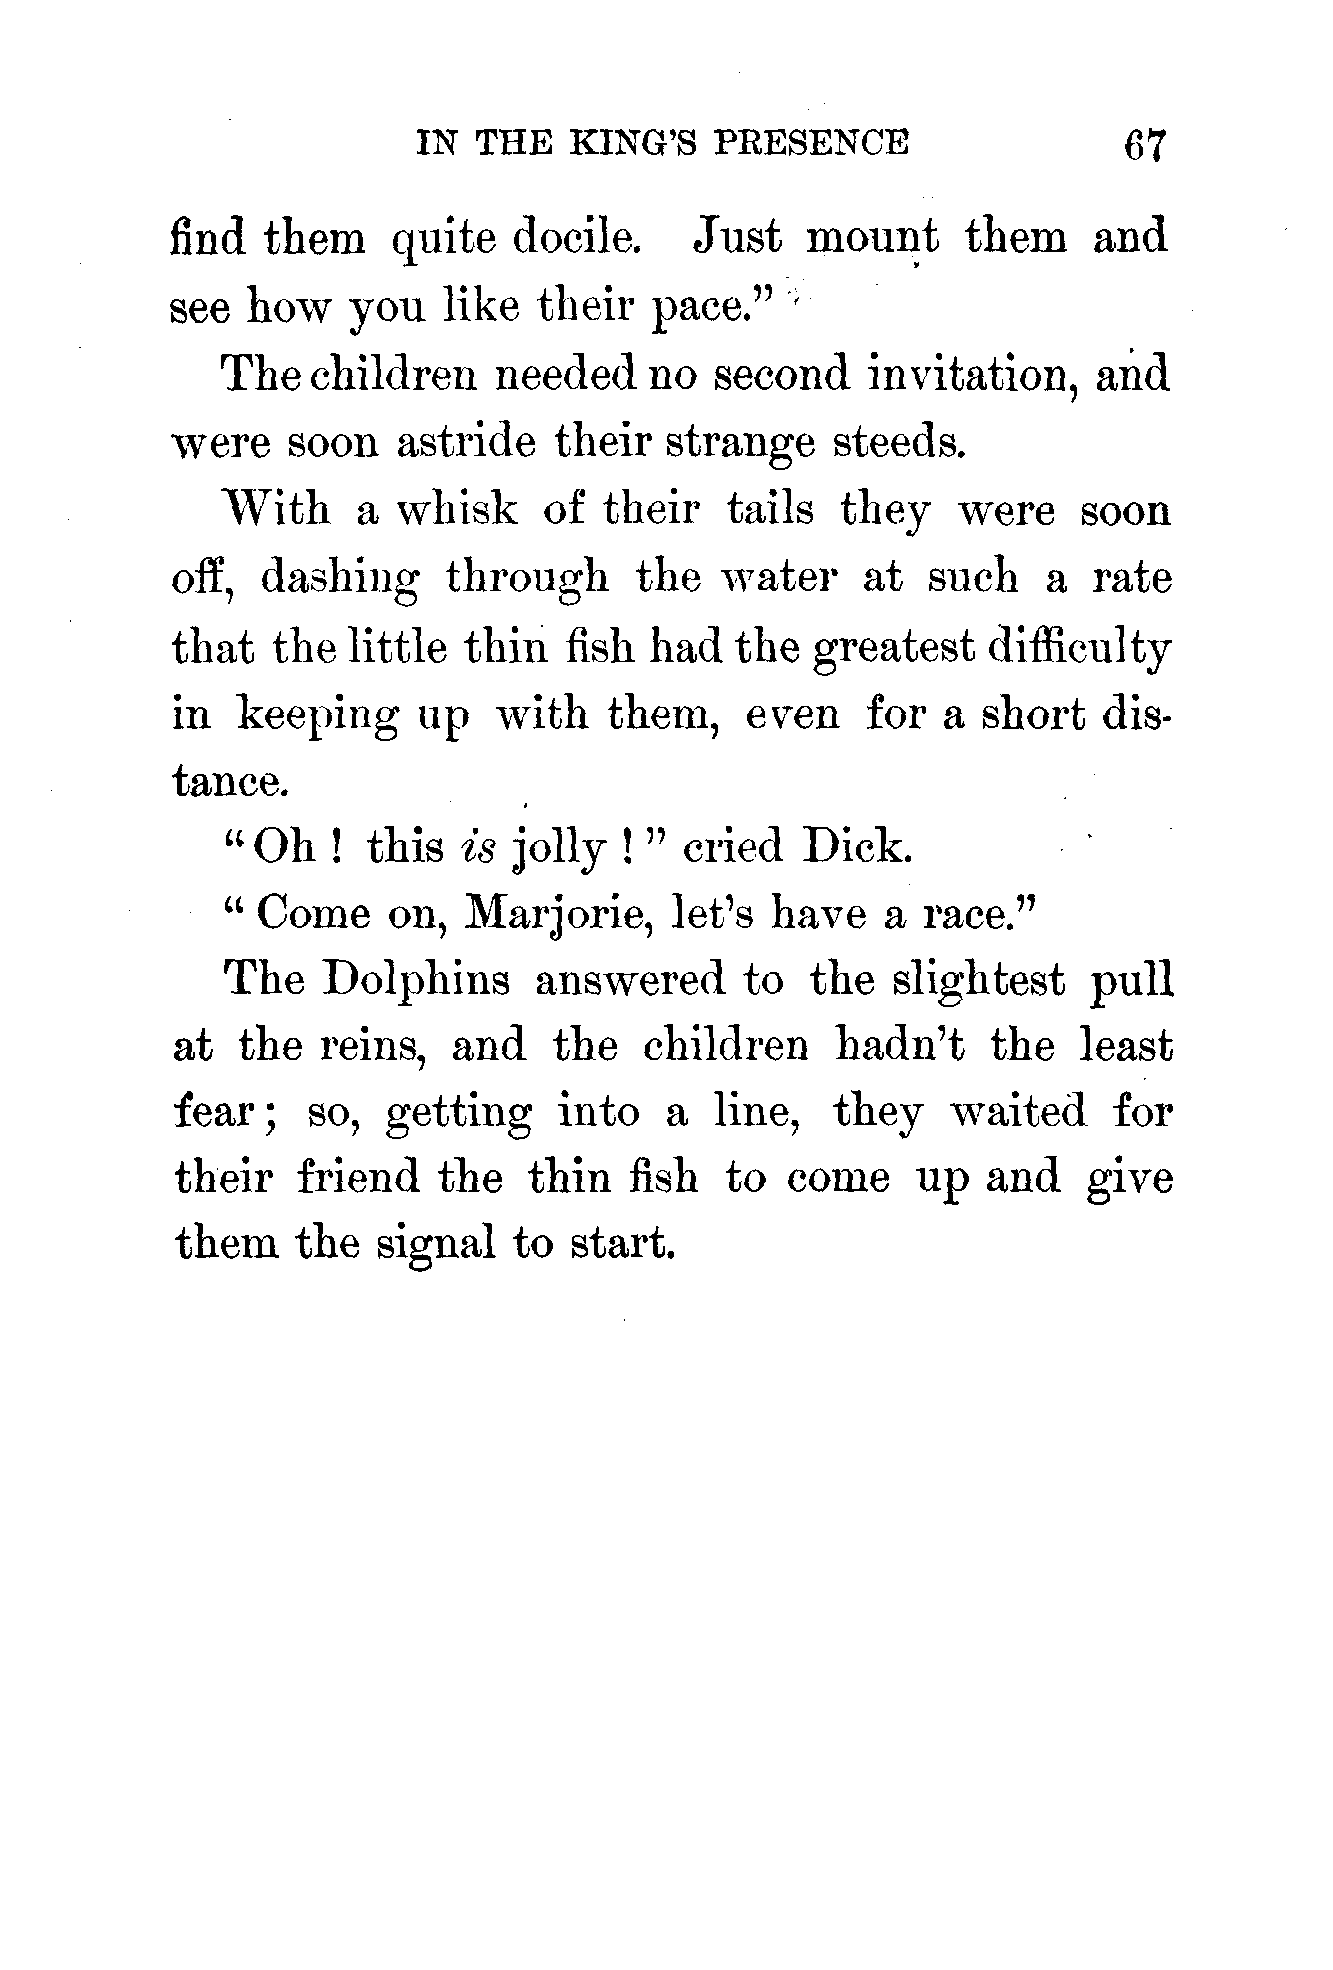 IN THE KING'S PRESENCE 67
find them quite docile. Just mount them and
see how you like their pace."
The children needed no second invitation, and
were soon astride their strange steeds.
With a whisk of their tails they were soon
off, dashing through the water at such a rate
that the little thin fish had the greatest difficulty
in keeping up with them, even for a short dis-
tance.
"Oh ! this is jolly ! " cried Dick.
" Come on, Marjorie, let's have a race."
The Dolphins answered to the slightest pull
at the reins, and the children hadn't the least
fear ; so, getting into a line, they waited for
their friend the thin fish to come up and give
them the signal to start.